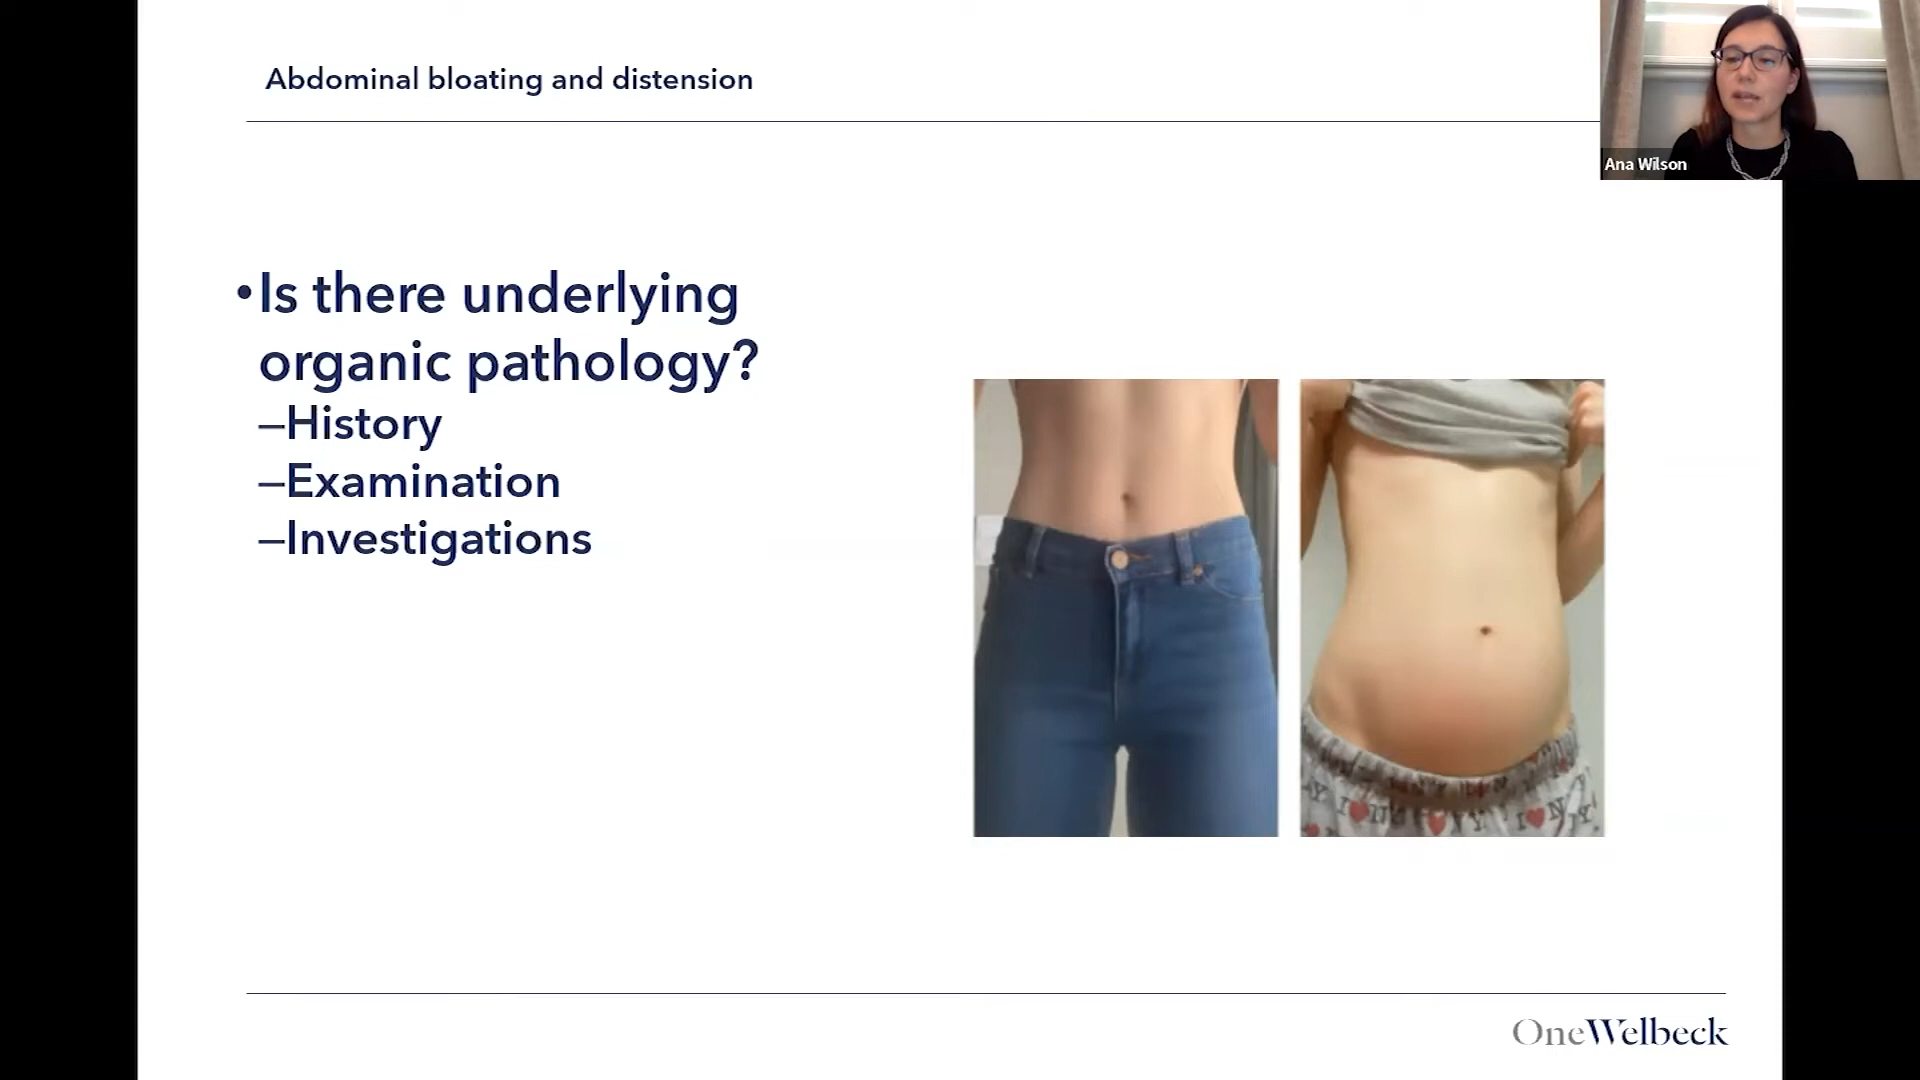 Abdominal bloating and distension
Ana Wilson
•Is there underlying
organic pathology?
–History
–Examination
–Investigations
I ❤ N
OneWelbeck